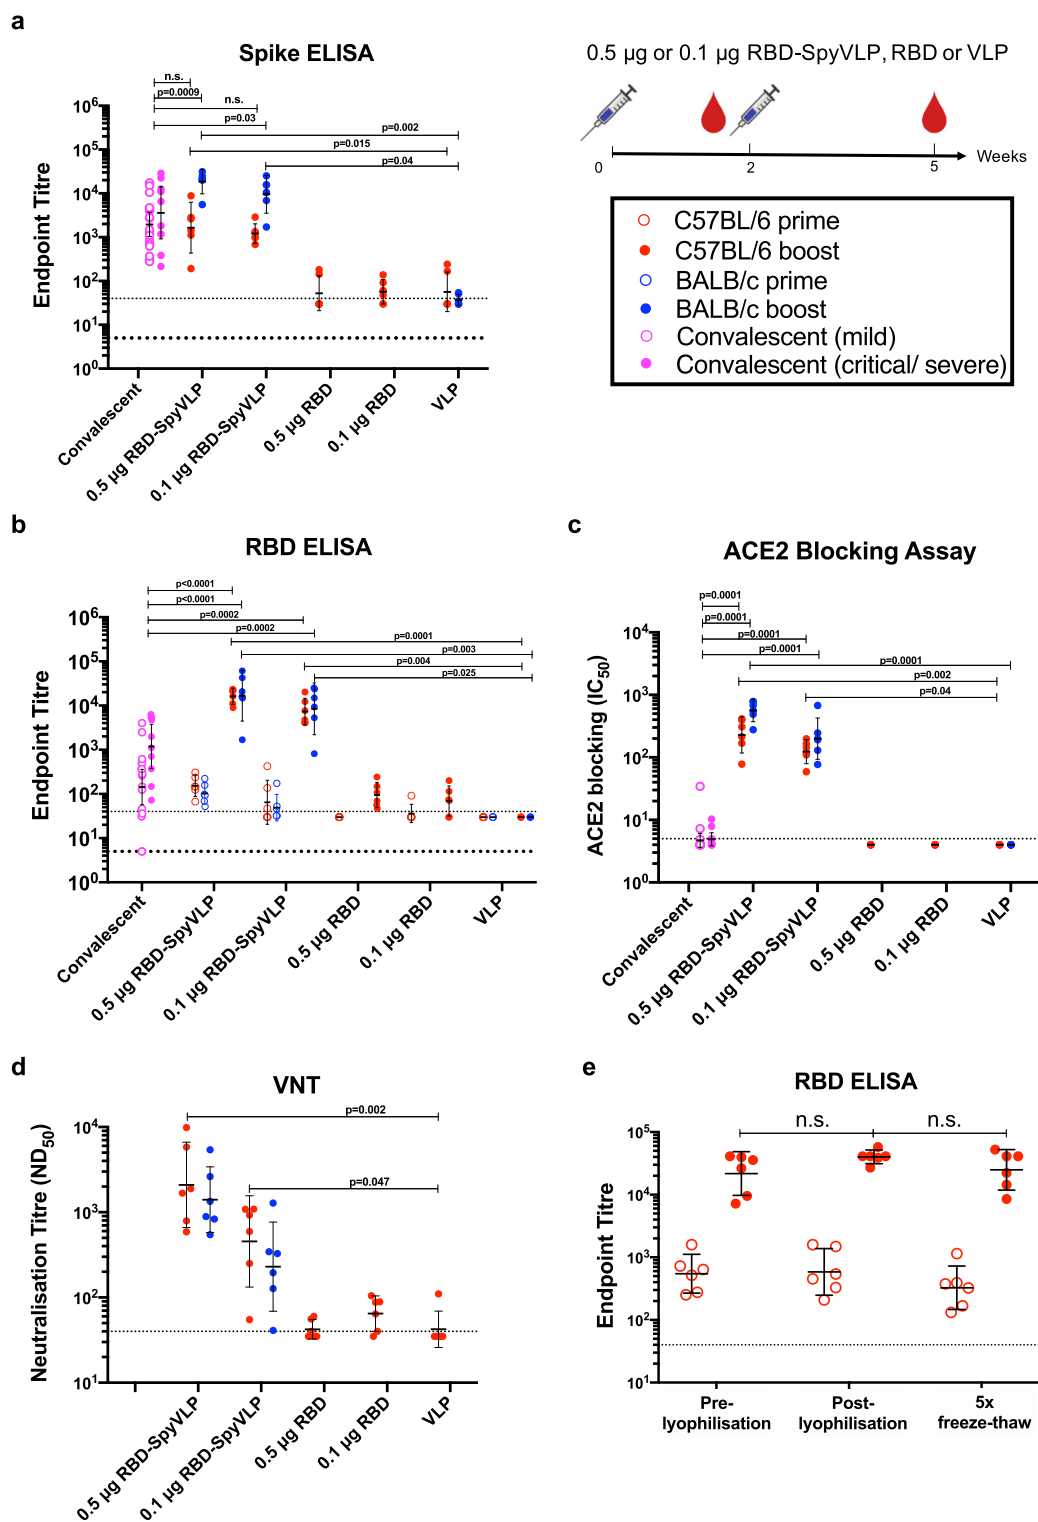 a
Spike ELISA
n.s.
p=0.0009
n.s.
p=0.03
p=0.002
p=0.015
p=0.04
Endpoint Titre
10⁶
10⁵
10⁴
10³
10²
10¹
10⁰
Convalescent
0.5 µg RBD-SpyVLP
0.1 µg RBD-SpyVLP
0.5 µg RBD
0.1 µg RBD
VLP
0.5 µg or 0.1 µg RBD-SpyVLP, RBD or VLP
0
2
5
Weeks
C57BL/6 prime
C57BL/6 boost
BALB/c prime
BALB/c boost
Convalescent (mild)
Convalescent (critical/ severe)
b
RBD ELISA
p<0.0001
p<0.0001
p=0.0002
p=0.0002
p=0.0001
p=0.003
p=0.004
p=0.025
Endpoint Titre
10⁶
10⁵
10⁴
10³
10²
10¹
10⁰
Convalescent
0.5 µg RBD-SpyVLP
0.1 µg RBD-SpyVLP
0.5 µg RBD
0.1 µg RBD
VLP
c
ACE2 Blocking Assay
p=0.0001
p=0.0001
p=0.0001
p=0.0001
p=0.0001
p=0.002
p=0.04
ACE2 blocking (IC₅₀)
10⁴
10³
10²
10¹
10⁰
Convalescent
0.5 µg RBD-SpyVLP
0.1 µg RBD-SpyVLP
0.5 µg RBD
0.1 µg RBD
VLP
d
VNT
p=0.002
p=0.047
Neutralisation Titre (ND₅₀)
10⁴
10³
10²
10¹
0.5 µg RBD-SpyVLP
0.1 µg RBD-SpyVLP
0.5 µg RBD
0.1 µg RBD
VLP
e
RBD ELISA
n.s.
n.s.
Endpoint Titre
10⁵
10⁴
10³
10²
10¹
Pre-
lyophilisation
Post-
lyophilisation
5x
freeze-thaw